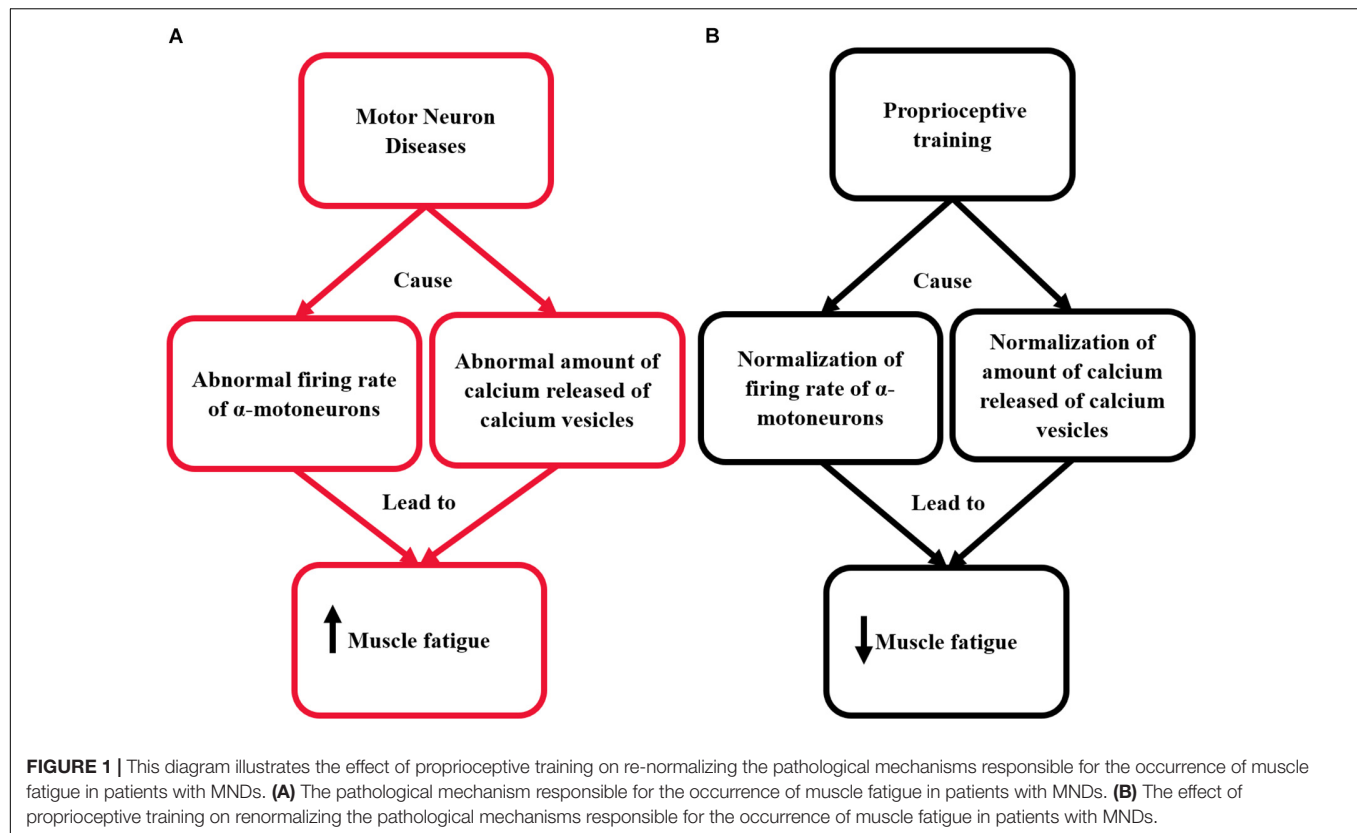 A
Motor Neuron
Diseases
Cause
Abnormal firing rate
of α-motoneurons
Abnormal amount of
calcium released of
calcium vesicles
Lead to
Muscle fatigue
B
Proprioceptive
training
Cause
Normalization of
firing rate of α-
motoneurons
Normalization of
amount of calcium
released of calcium
vesicles
Lead to
Muscle fatigue
FIGURE 1 | This diagram illustrates the effect of proprioceptive training on re-normalizing the pathological mechanisms responsible for the occurrence of muscle
fatigue in patients with MNDs. (A) The pathological mechanism responsible for the occurrence of muscle fatigue in patients with MNDs. (B) The effect of
proprioceptive training on renormalizing the pathological mechanisms responsible for the occurrence of muscle fatigue in patients with MNDs.